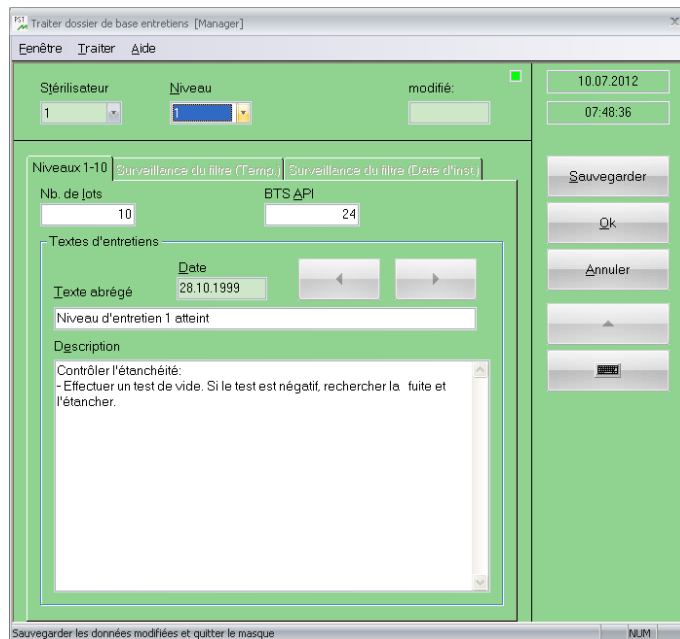 PST
Traiter dossier de base entretiens [Manager]
Fenêtre Traiter Aide
Stérilisateur Niveau modifié:
1 1
10.07.2012
07:48:36
Niveaux 1-10 Surveillance du filtre (Temp.) Surveillance du filtre (Date d'inst.)
Nb. de lots BTS API
10 24
Textes d'entretiens
Date
Texte abrégé 28.10.1999
Niveau d'entretien 1 atteint
Description
Contrôler l'étanchéité:
- Effectuer un test de vide. Si le test est négatif, rechercher la fuite et
l'étancher.
Sauvegarder
Ok
Annuler
Sauvegarder les données modifiées et quitter le masque NUM